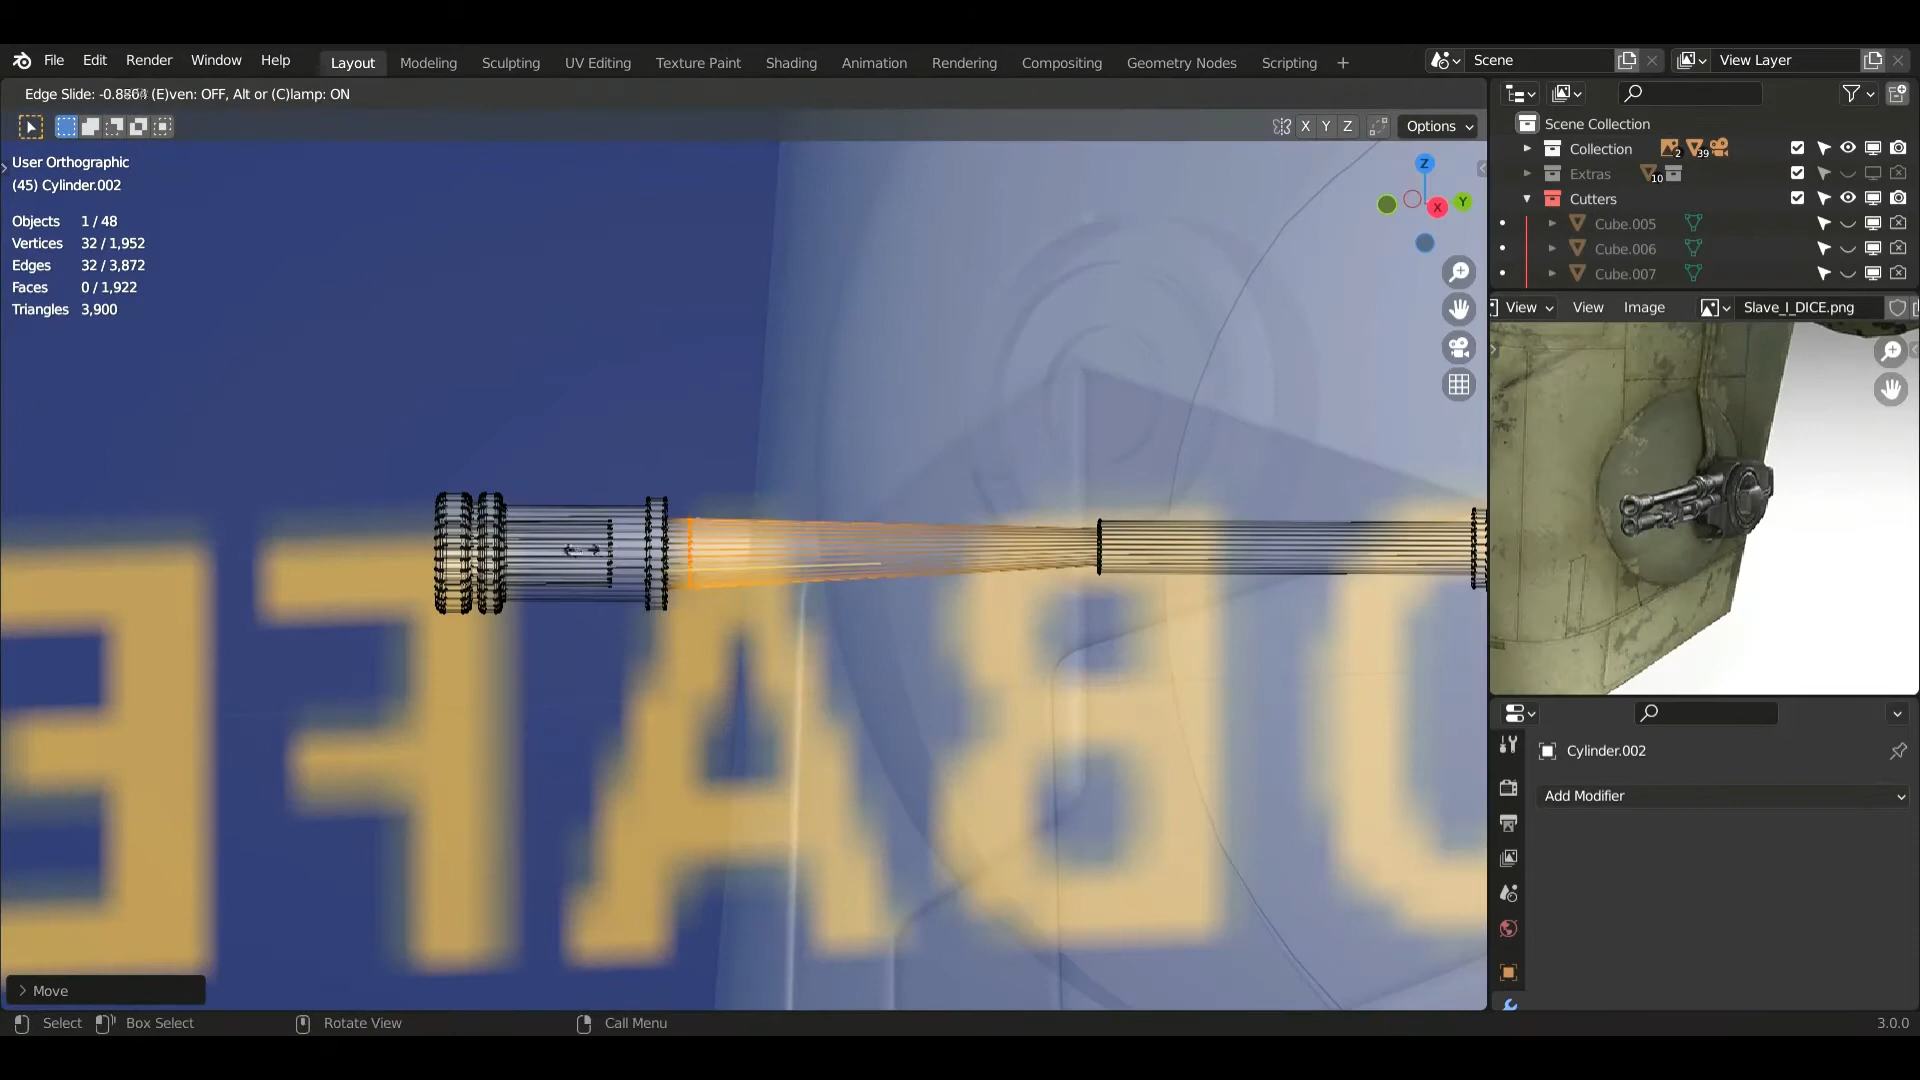 File Edit Render Window Help Layout Modeling Sculpting UV Editing Texture Paint Shading Animation Rendering Compositing Geometry Nodes Scripting + Scene View Layer
(E)ven: OFF, Alt or (C)lamp: ON
X Y Z Options
User Orthographic
(45) Cylinder.002
Objects 1 / 48
Vertices 32 / 1,952
Edges 32 / 3,872
Faces 0 / 1,922
Triangles 3,900
Z
X Y
Scene Collection
Collection 2 39
Extras 10
Cutters
Cube.005
Cube.006
Cube.007
View View Image Slave_I_DICE.png
Cylinder.002
Add Modifier
Move
Select Box Select Rotate View Call Menu 3.0.0